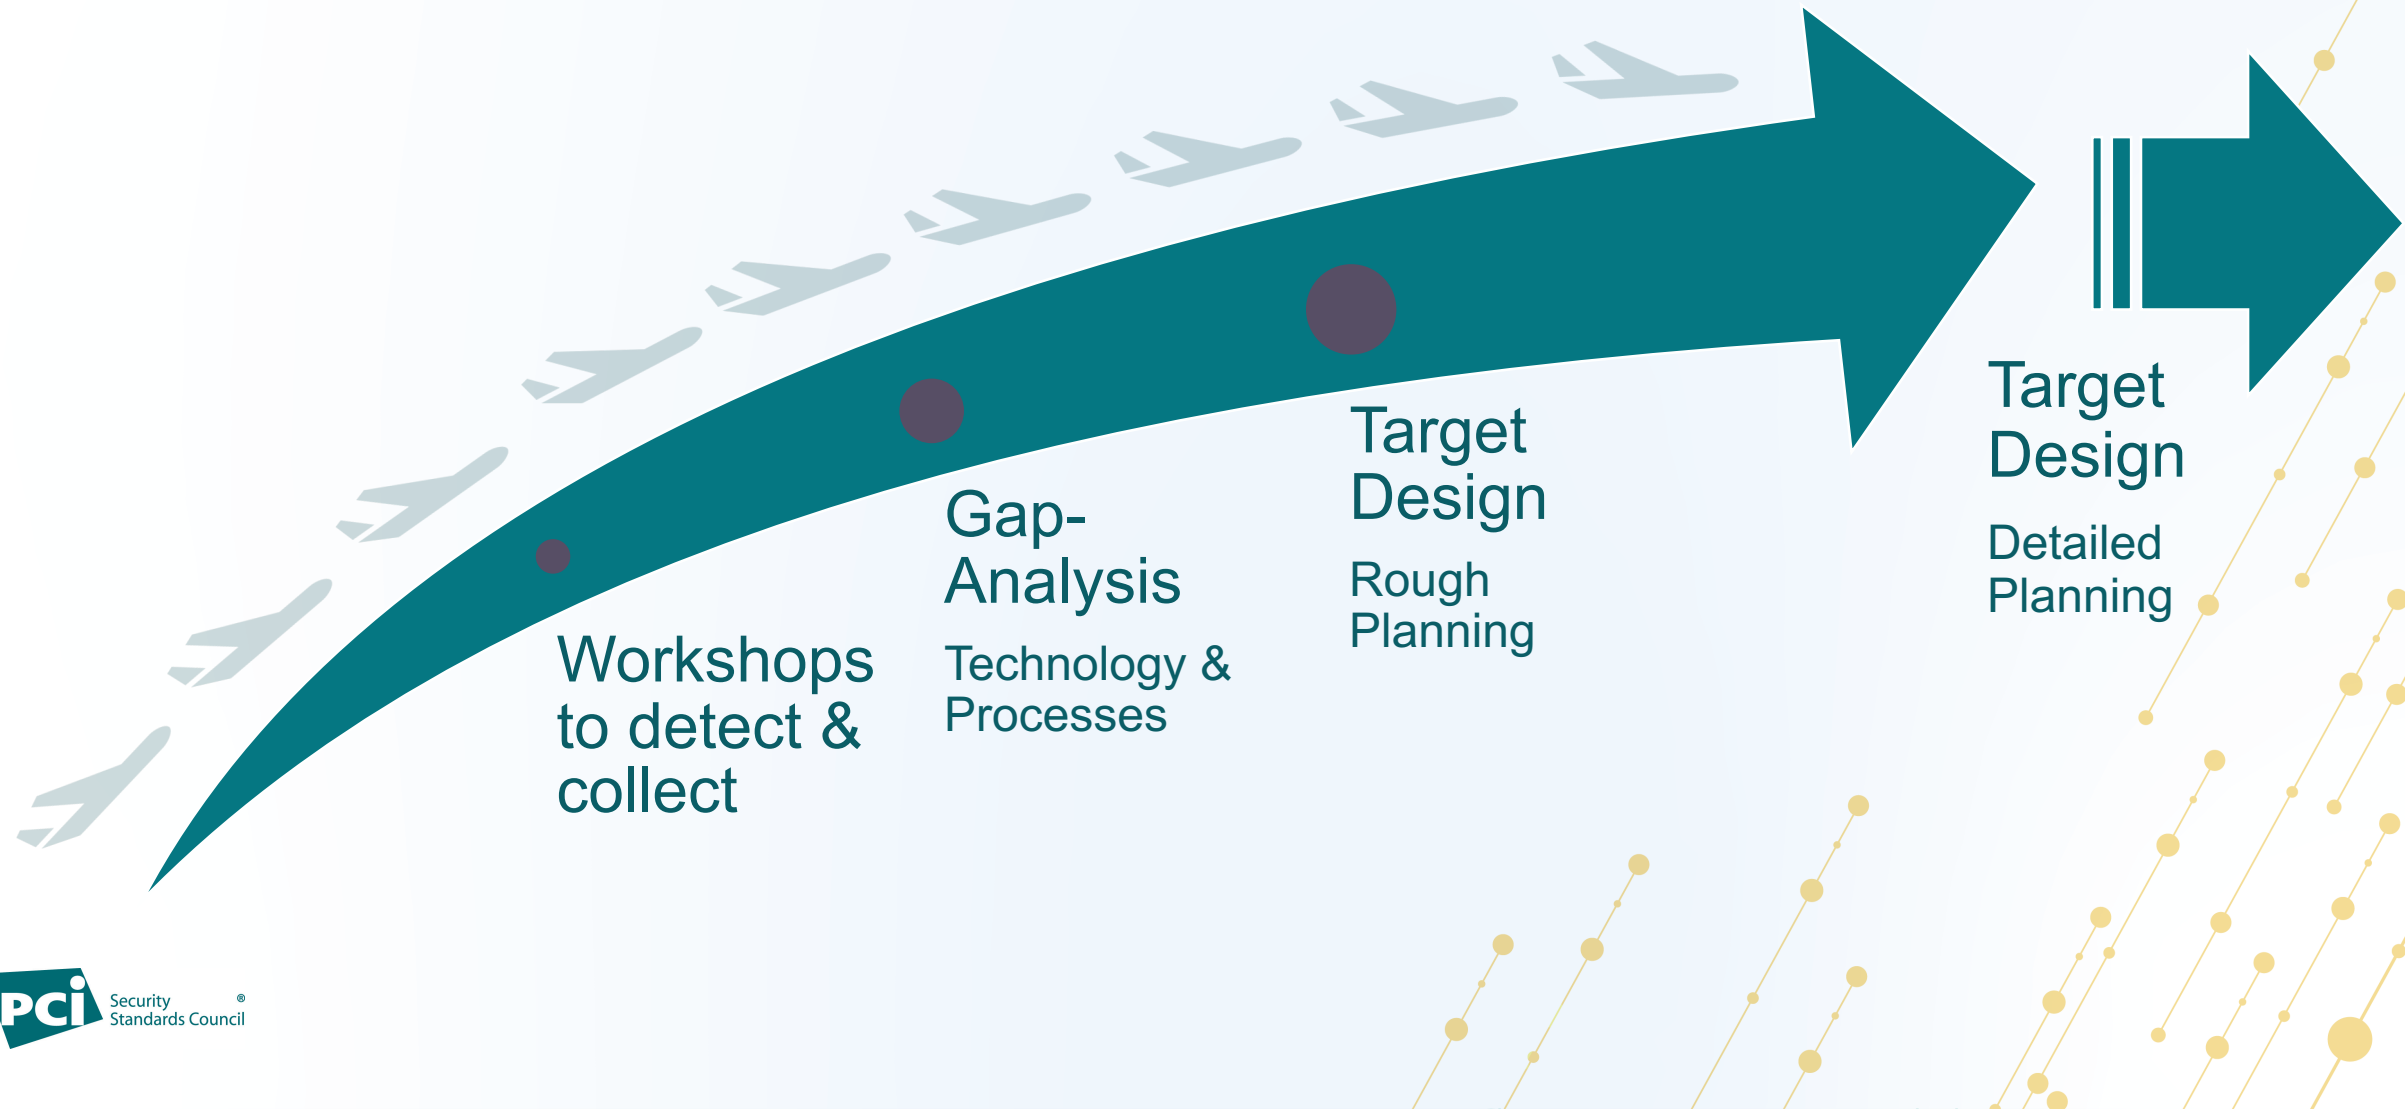 Workshops
to detect &
collect
Gap-
Analysis
Technology &
Processes
Target
Design
Rough
Planning
Target
Design
Detailed
Planning
PCi
Security ®
Standards Council